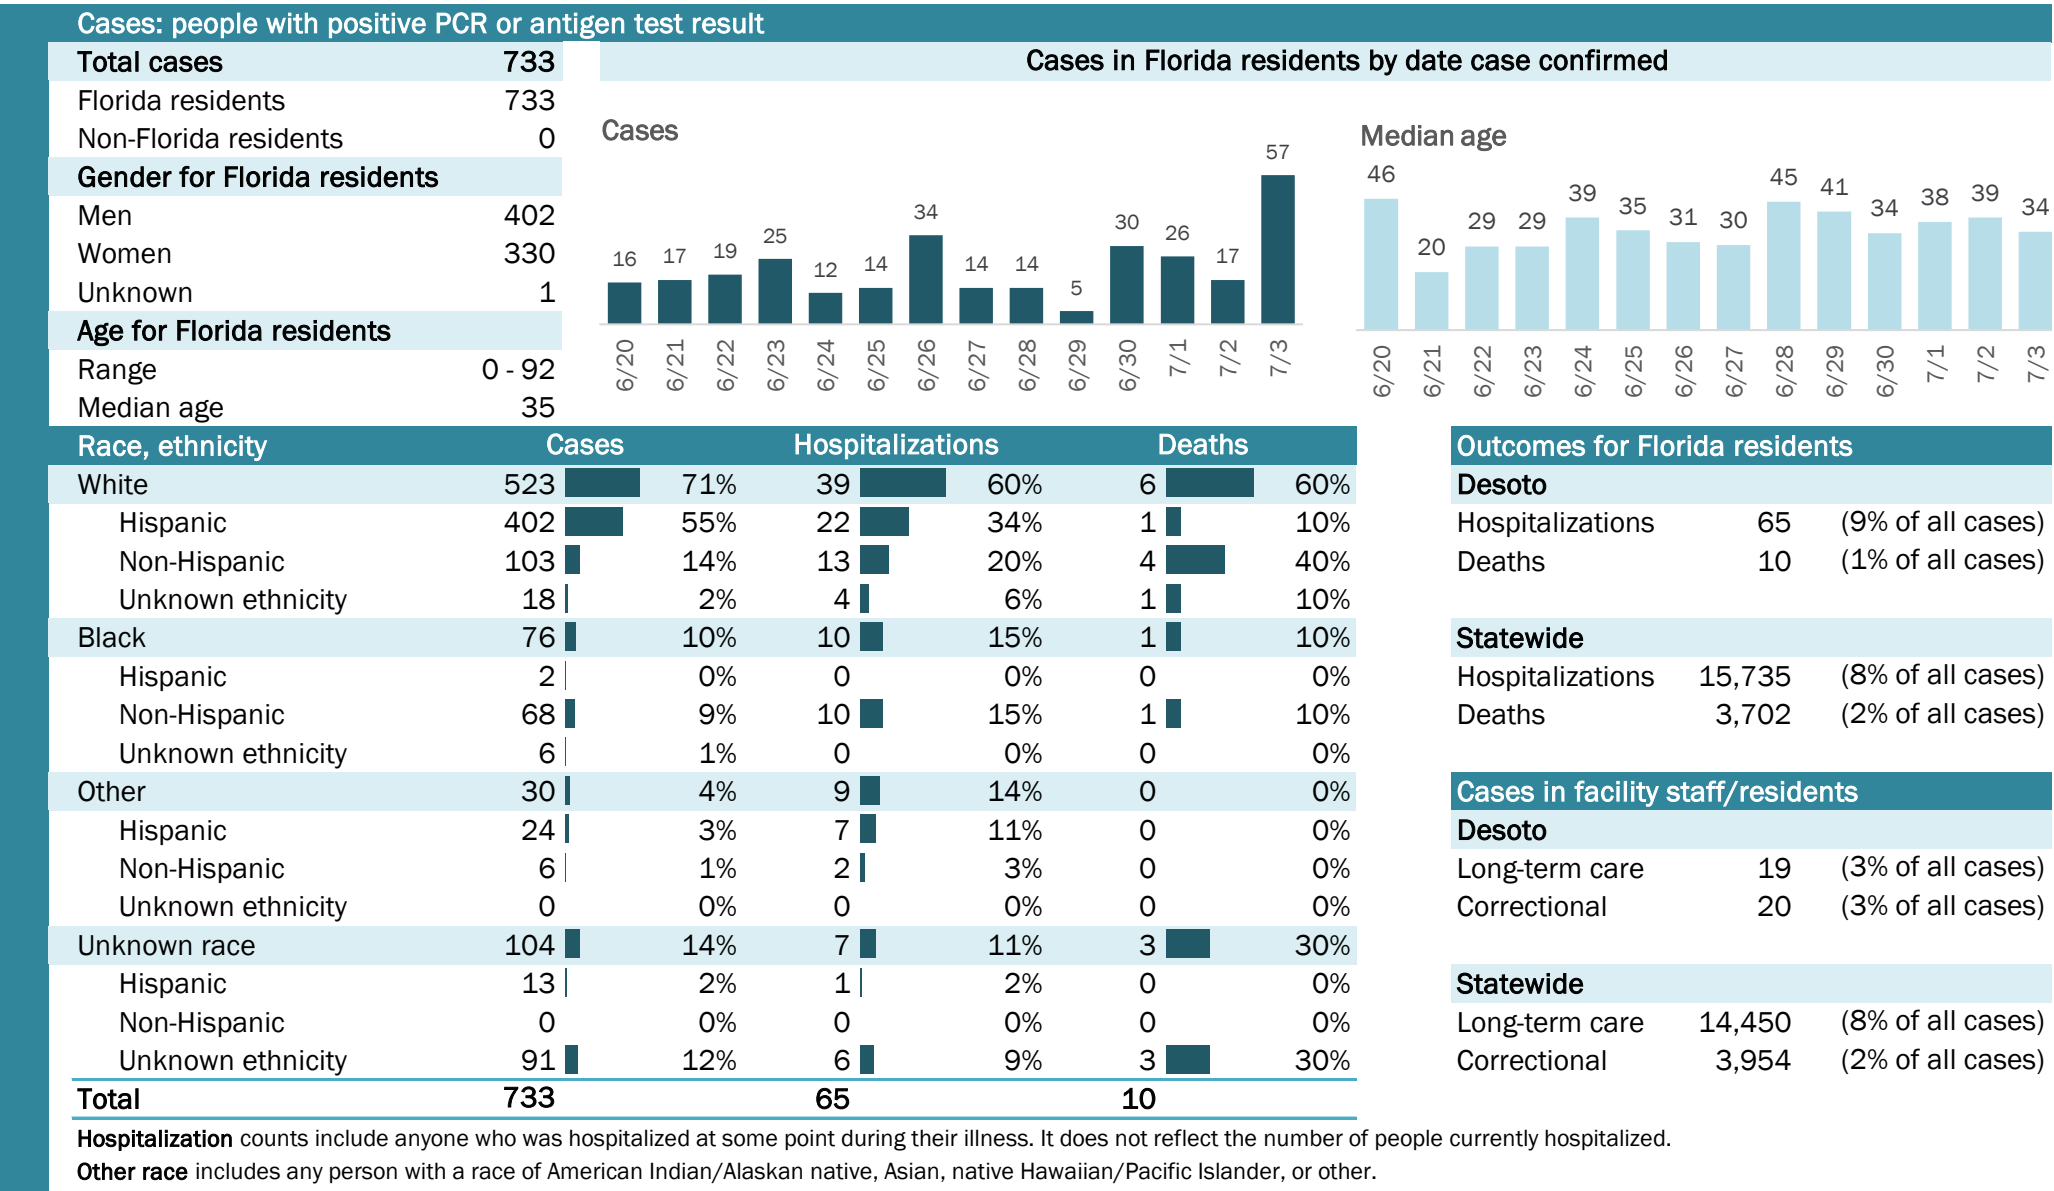 Cases: people with positive PCR or antigen test result
Total cases 733
Florida residents 733
Non-Florida residents 0
Gender for Florida residents
Men 402
Women 330
Unknown 1
Age for Florida residents
Range 0 - 92
Median age 35
Cases in Florida residents by date case confirmed
Cases
16 17 19 25 12 14 34 14 14 5 30 26 17 57
6/20 6/21 6/22 6/23 6/24 6/25 6/26 6/27 6/28 6/29 6/30 7/1 7/2 7/3
Median age
46 20 29 29 39 35 31 30 45 41 34 38 39 34
6/20 6/21 6/22 6/23 6/24 6/25 6/26 6/27 6/28 6/29 6/30 7/1 7/2 7/3
Race, ethnicity Cases Hospitalizations Deaths
White 523 71% 39 60% 6 60%
Hispanic 402 55% 22 34% 1 10%
Non-Hispanic 103 14% 13 20% 4 40%
Unknown ethnicity 18 2% 4 6% 1 10%
Black 76 10% 10 15% 1 10%
Hispanic 2 0% 0 0% 0 0%
Non-Hispanic 68 9% 10 15% 1 10%
Unknown ethnicity 6 1% 0 0% 0 0%
Other 30 4% 9 14% 0 0%
Hispanic 24 3% 7 11% 0 0%
Non-Hispanic 6 1% 2 3% 0 0%
Unknown ethnicity 0 0% 0 0% 0 0%
Unknown race 104 14% 7 11% 3 30%
Hispanic 13 2% 1 2% 0 0%
Non-Hispanic 0 0% 0 0% 0 0%
Unknown ethnicity 91 12% 6 9% 3 30%
Total 733 65 10
Outcomes for Florida residents
Desoto
Hospitalizations 65 (9% of all cases)
Deaths 10 (1% of all cases)
Statewide
Hospitalizations 15,735 (8% of all cases)
Deaths 3,702 (2% of all cases)
Cases in facility staff/residents
Desoto
Long-term care 19 (3% of all cases)
Correctional 20 (3% of all cases)
Statewide
Long-term care 14,450 (8% of all cases)
Correctional 3,954 (2% of all cases)
Hospitalization counts include anyone who was hospitalized at some point during their illness. It does not reflect the number of people currently hospitalized.
Other race includes any person with a race of American Indian/Alaskan native, Asian, native Hawaiian/Pacific Islander, or other.